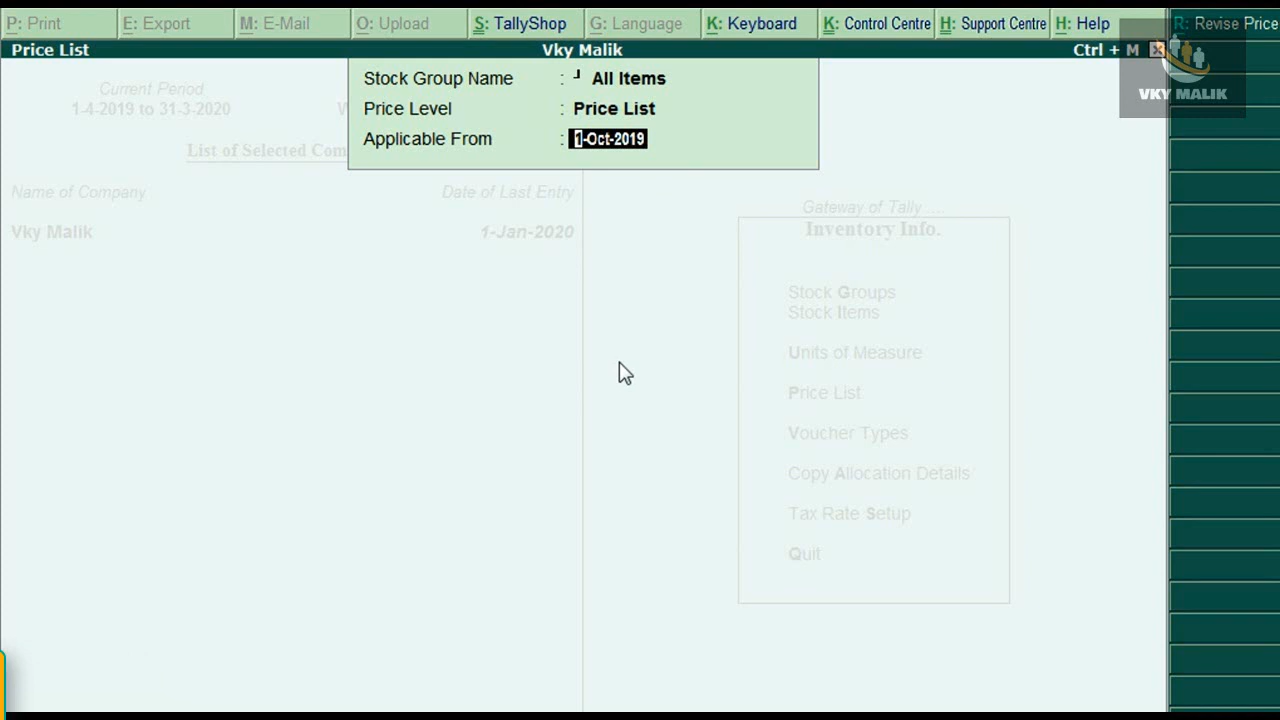 P: Print E: Export M: E-Mail O: Upload S: TallyShop G: Language K: Keyboard K: Control Centre H: Support Centre H: Help R: Revise Price
Price List Vky Malik Ctrl + M x
Stock Group Name : ┘ All Items
Price Level : Price List
Applicable From : 1-Oct-2019
VKY MALIK
Current Period
1-4-2019 to 31-3-2020 W
List of Selected Com
Name of Company Date of Last Entry
Vky Malik 1-Jan-2020
Gateway of Tally ....
Inventory Info.
Stock Groups
Stock Items
Units of Measure
Price List
Voucher Types
Copy Allocation Details
Tax Rate Setup
Quit